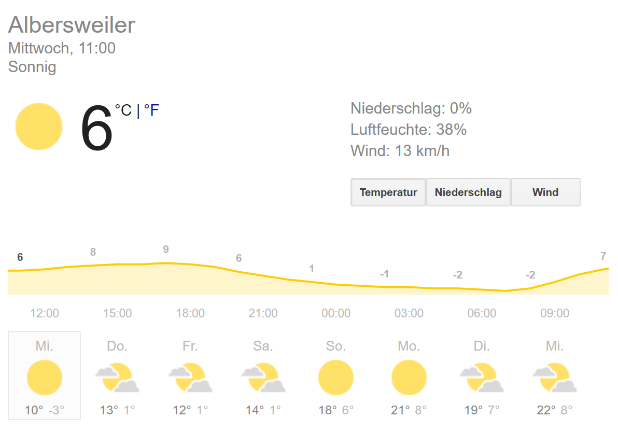 Albersweiler
Mittwoch, 11:00
Sonnig
6 °C | °F
Niederschlag: 0%
Luftfeuchte: 38%
Wind: 13 km/h
Temperatur Niederschlag Wind
6 8 9 6 1 -1 -2 -2 7
12:00 15:00 18:00 21:00 00:00 03:00 06:00 09:00
Mi. Do. Fr. Sa. So. Mo. Di. Mi.
10° -3° 13° 1° 12° 1° 14° 1° 18° 6° 21° 8° 19° 7° 22° 8°